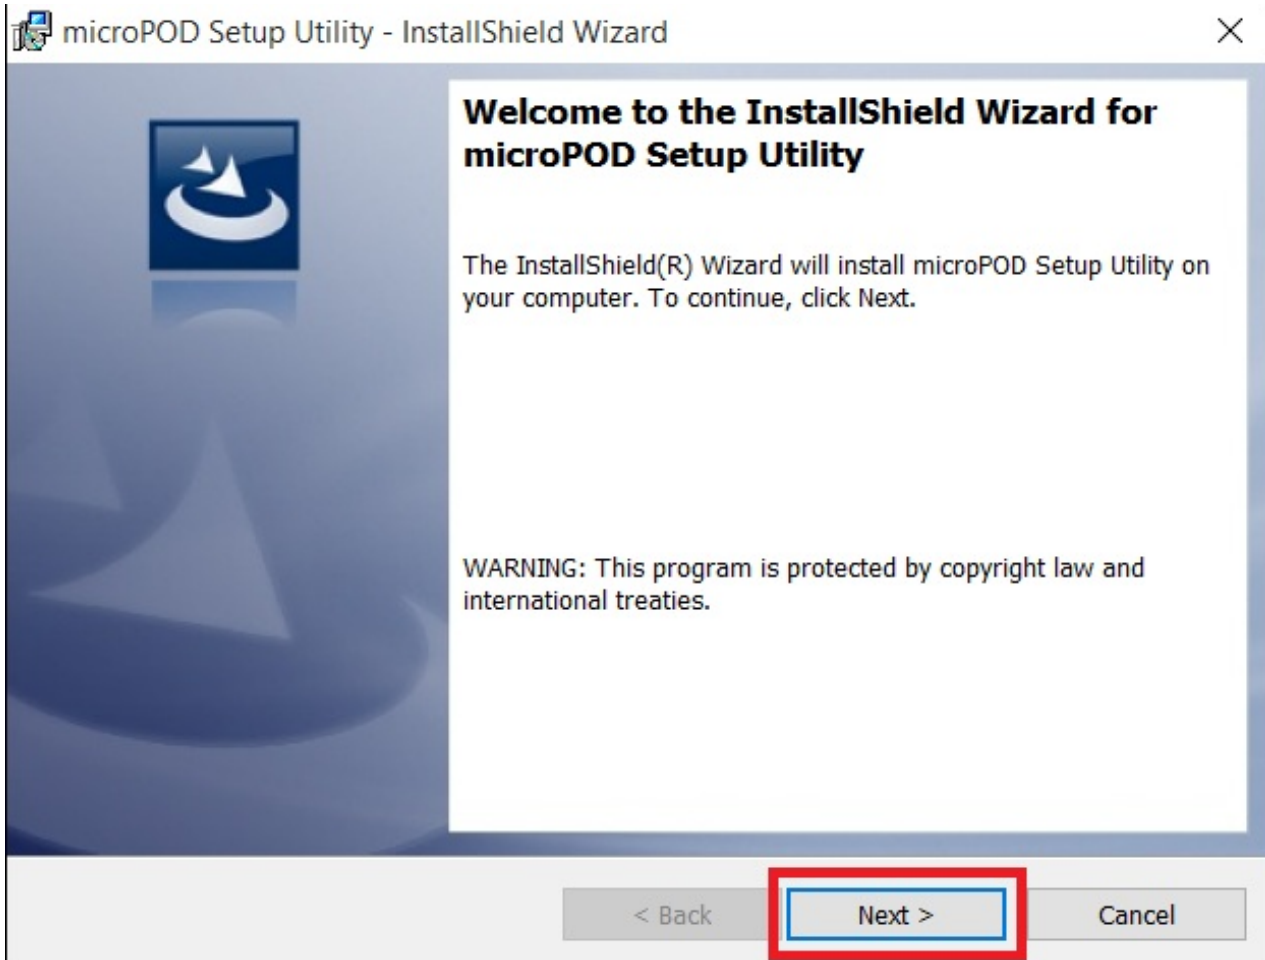 microPOD Setup Utility - InstallShield Wizard
Welcome to the InstallShield Wizard for
microPOD Setup Utility
The InstallShield(R) Wizard will install microPOD Setup Utility on
your computer. To continue, click Next.
WARNING: This program is protected by copyright law and
international treaties.
< Back Next > Cancel